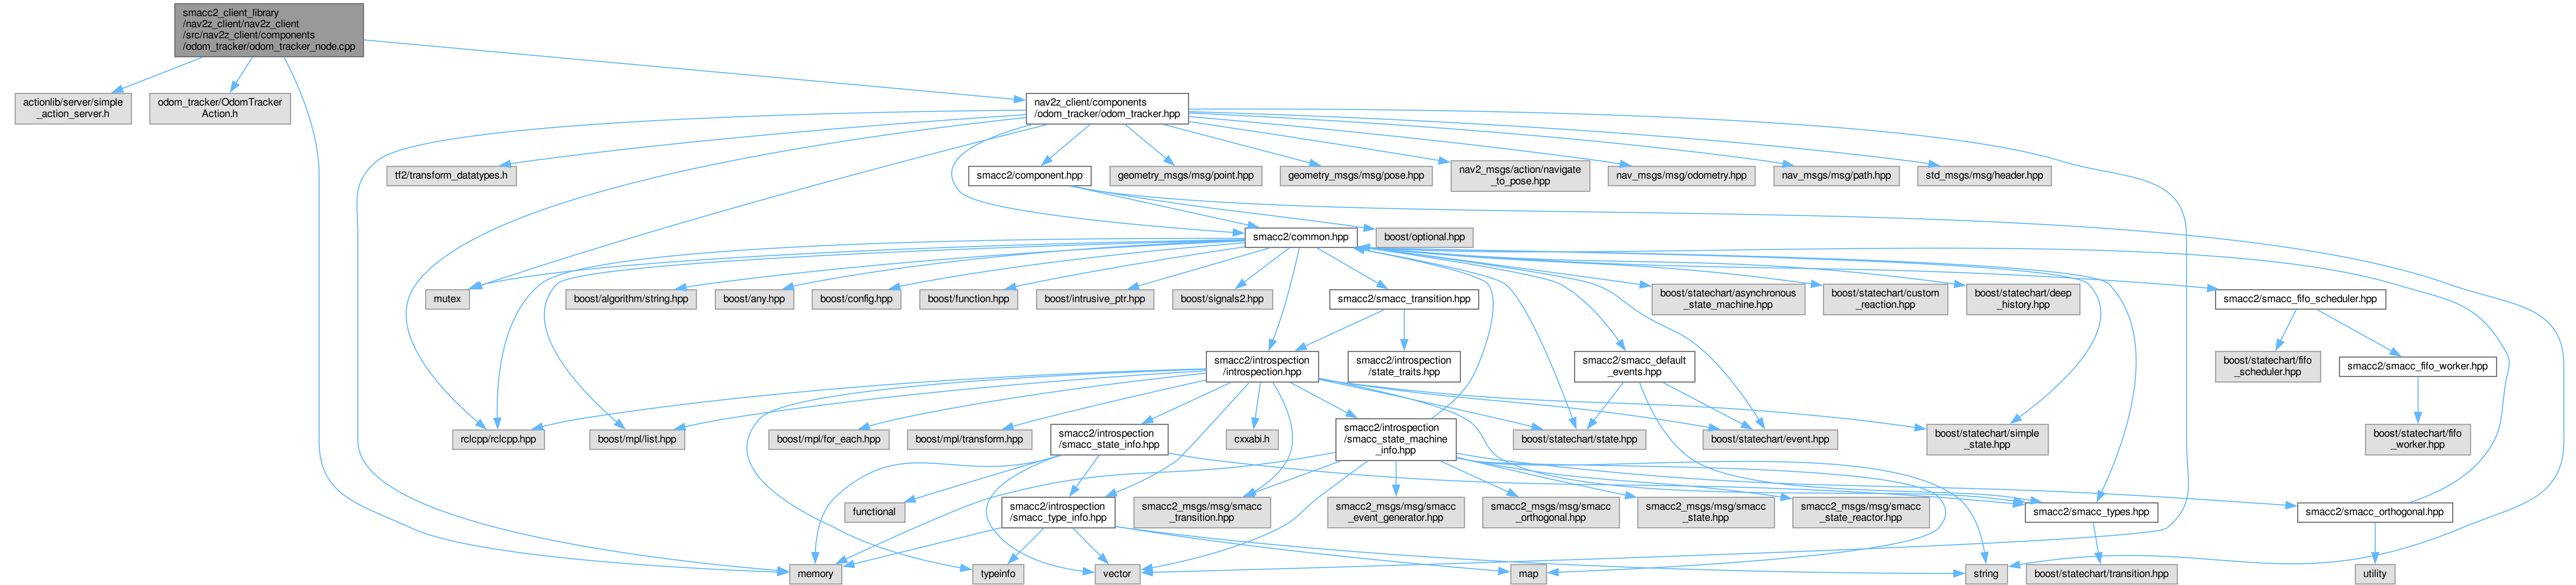 smacc2_client_library
/nav2z_client/nav2z_client
/src/nav2z_client/components
/odom_tracker/odom_tracker_node.cpp
actionlib/server/simple
_action_server.h
odom_tracker/OdomTracker
Action.h
nav2z_client/components
/odom_tracker/odom_tracker.hpp
tf2/transform_datatypes.h
smacc2/component.hpp
geometry_msgs/msg/point.hpp
geometry_msgs/msg/pose.hpp
nav2_msgs/action/navigate
_to_pose.hpp
nav_msgs/msg/odometry.hpp
nav_msgs/msg/path.hpp
std_msgs/msg/header.hpp
smacc2/common.hpp
boost/optional.hpp
mutex
boost/algorithm/string.hpp
boost/any.hpp
boost/config.hpp
boost/function.hpp
boost/intrusive_ptr.hpp
boost/signals2.hpp
smacc2/smacc_transition.hpp
boost/statechart/asynchronous
_state_machine.hpp
boost/statechart/custom
_reaction.hpp
boost/statechart/deep
_history.hpp
smacc2/smacc_fifo_scheduler.hpp
smacc2/introspection
/introspection.hpp
smacc2/introspection
/state_traits.hpp
smacc2/smacc_default
_events.hpp
boost/statechart/fifo
_scheduler.hpp
smacc2/smacc_fifo_worker.hpp
rclcpp/rclcpp.hpp
boost/mpl/list.hpp
boost/mpl/for_each.hpp
boost/mpl/transform.hpp
smacc2/introspection
/smacc_state_info.hpp
cxxabi.h
smacc2/introspection
/smacc_state_machine
_info.hpp
boost/statechart/state.hpp
boost/statechart/event.hpp
boost/statechart/simple
_state.hpp
boost/statechart/fifo
_worker.hpp
functional
smacc2/introspection
/smacc_type_info.hpp
smacc2_msgs/msg/smacc
_transition.hpp
smacc2_msgs/msg/smacc
_event_generator.hpp
smacc2_msgs/msg/smacc
_orthogonal.hpp
smacc2_msgs/msg/smacc
_state.hpp
smacc2_msgs/msg/smacc
_state_reactor.hpp
smacc2/smacc_types.hpp
smacc2/smacc_orthogonal.hpp
memory
typeinfo
vector
map
string
boost/statechart/transition.hpp
utility